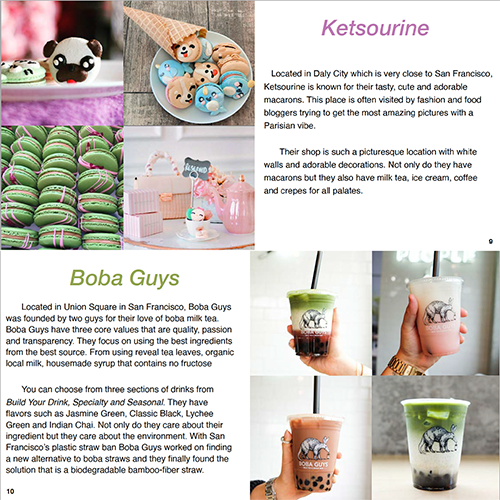 Ketsourine
Located in Daly City which is very close to San Francisco,
Ketsourine is known for their tasty, cute and adorable
macarons. This place is often visited by fashion and food
bloggers trying to get the most amazing pictures with a
Parisian vibe.
Their shop is such a picturesque location with white
walls and adorable decorations. Not only do they have
macarons but they also have milk tea, ice cream, coffee
and crepes for all palates.
9
Boba Guys
Located in Union Square in San Francisco, Boba Guys
was founded by two guys for their love of boba milk tea.
Boba Guys have three core values that are quality, passion
and transparency. They focus on using the best ingredients
from the best source. From using reveal tea leaves, organic
local milk, housemade syrup that contains no fructose
You can choose from three sections of drinks from
Build Your Drink, Specialty and Seasonal. They have
flavors such as Jasmine Green, Classic Black, Lychee
Green and Indian Chai. Not only do they care about their
ingredient but they care about the environment. With San
Francisco's plastic straw ban Boba Guys worked on finding
a new alternative to boba straws and they finally found the
solution that is a biodegradable bamboo-fiber straw.
10
BOBA GUYS